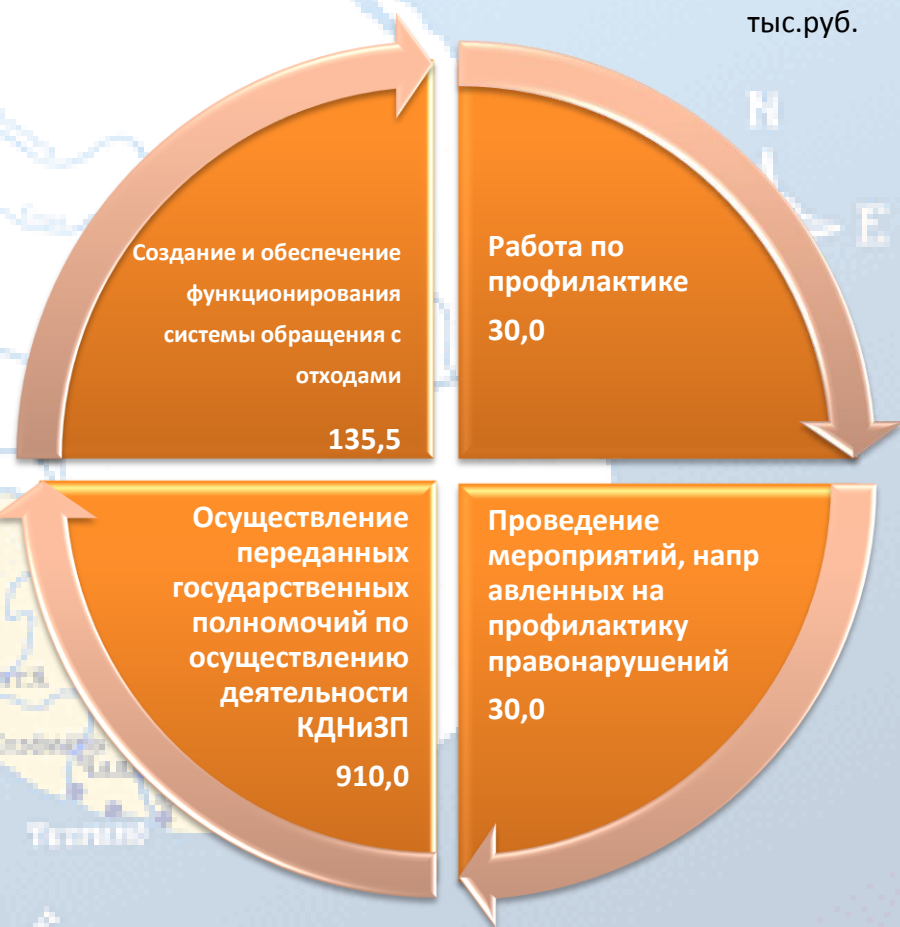 тыс.руб.
Создание и обеспечение
функционирования
системы обращения с
отходами
135,5
Работа по
профилактике
30,0
Осуществление
переданных
государственных
полномочий по
осуществлению
деятельности
КДНиЗП
910,0
Проведение
мероприятий, напр
авленных на
профилактику
правонарушений
30,0
N
E